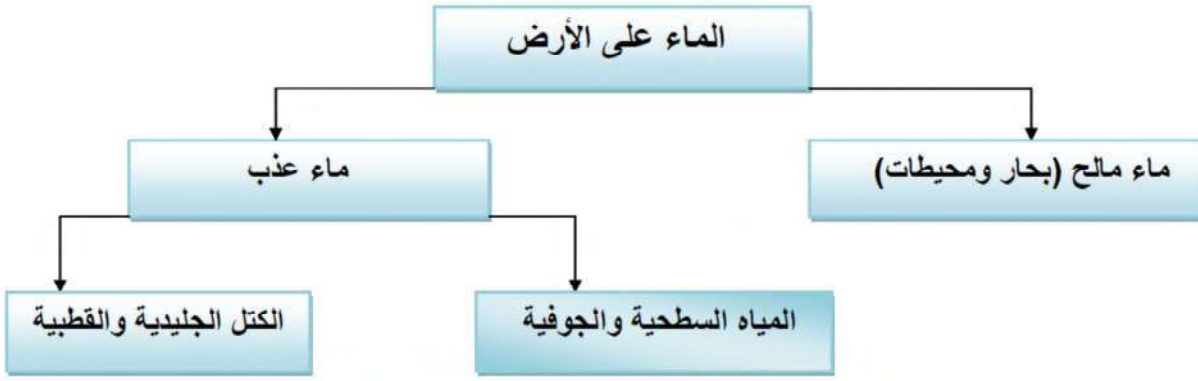 الماء على الأرض
ماء مالح (بحار ومحيطات)
ماء عذب
المياه السطحية والجوفية
الكتل الجليدية والقطبية